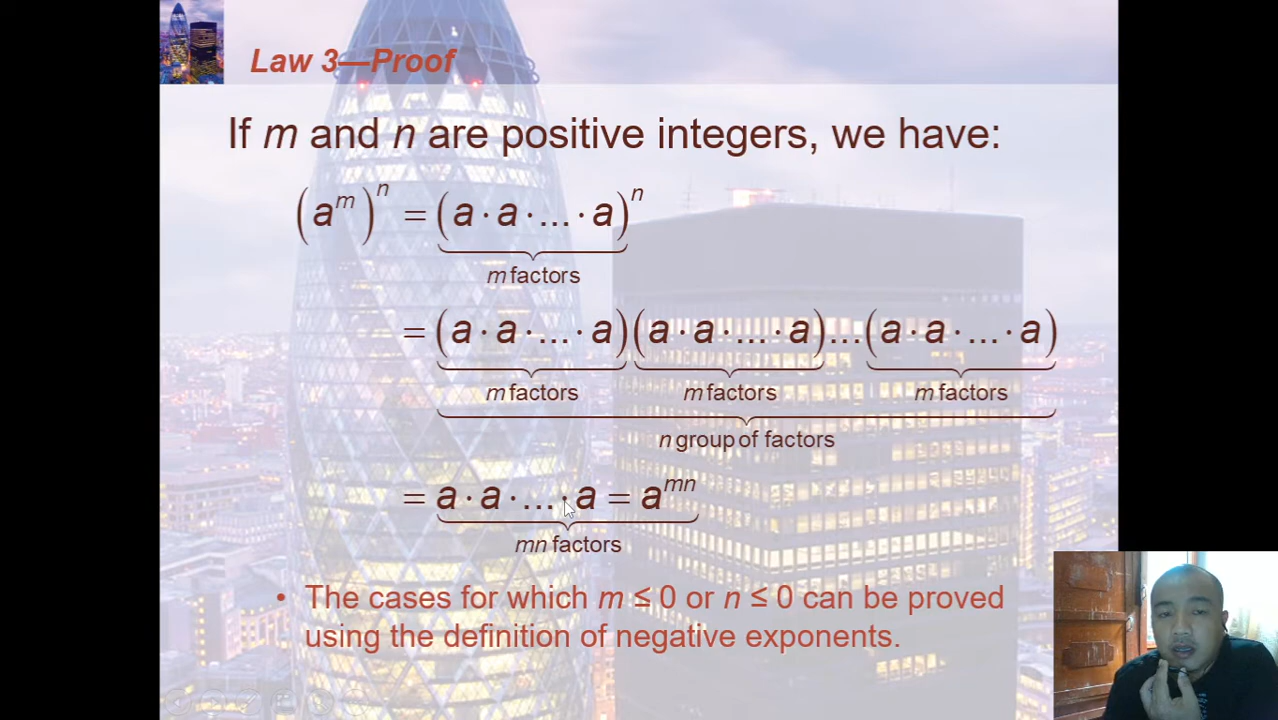 Law 3—Proof
If m and n are positive integers, we have:
(a^m)^n = (a · a · ... · a)^n
m factors
= (a · a · ... · a)(a · a · ... · a)...(a · a · ... · a)
m factors m factors m factors
n group of factors
= a · a · ... · a = a^mn
mn factors
• The cases for which m ≤ 0 or n ≤ 0 can be proved
using the definition of negative exponents.